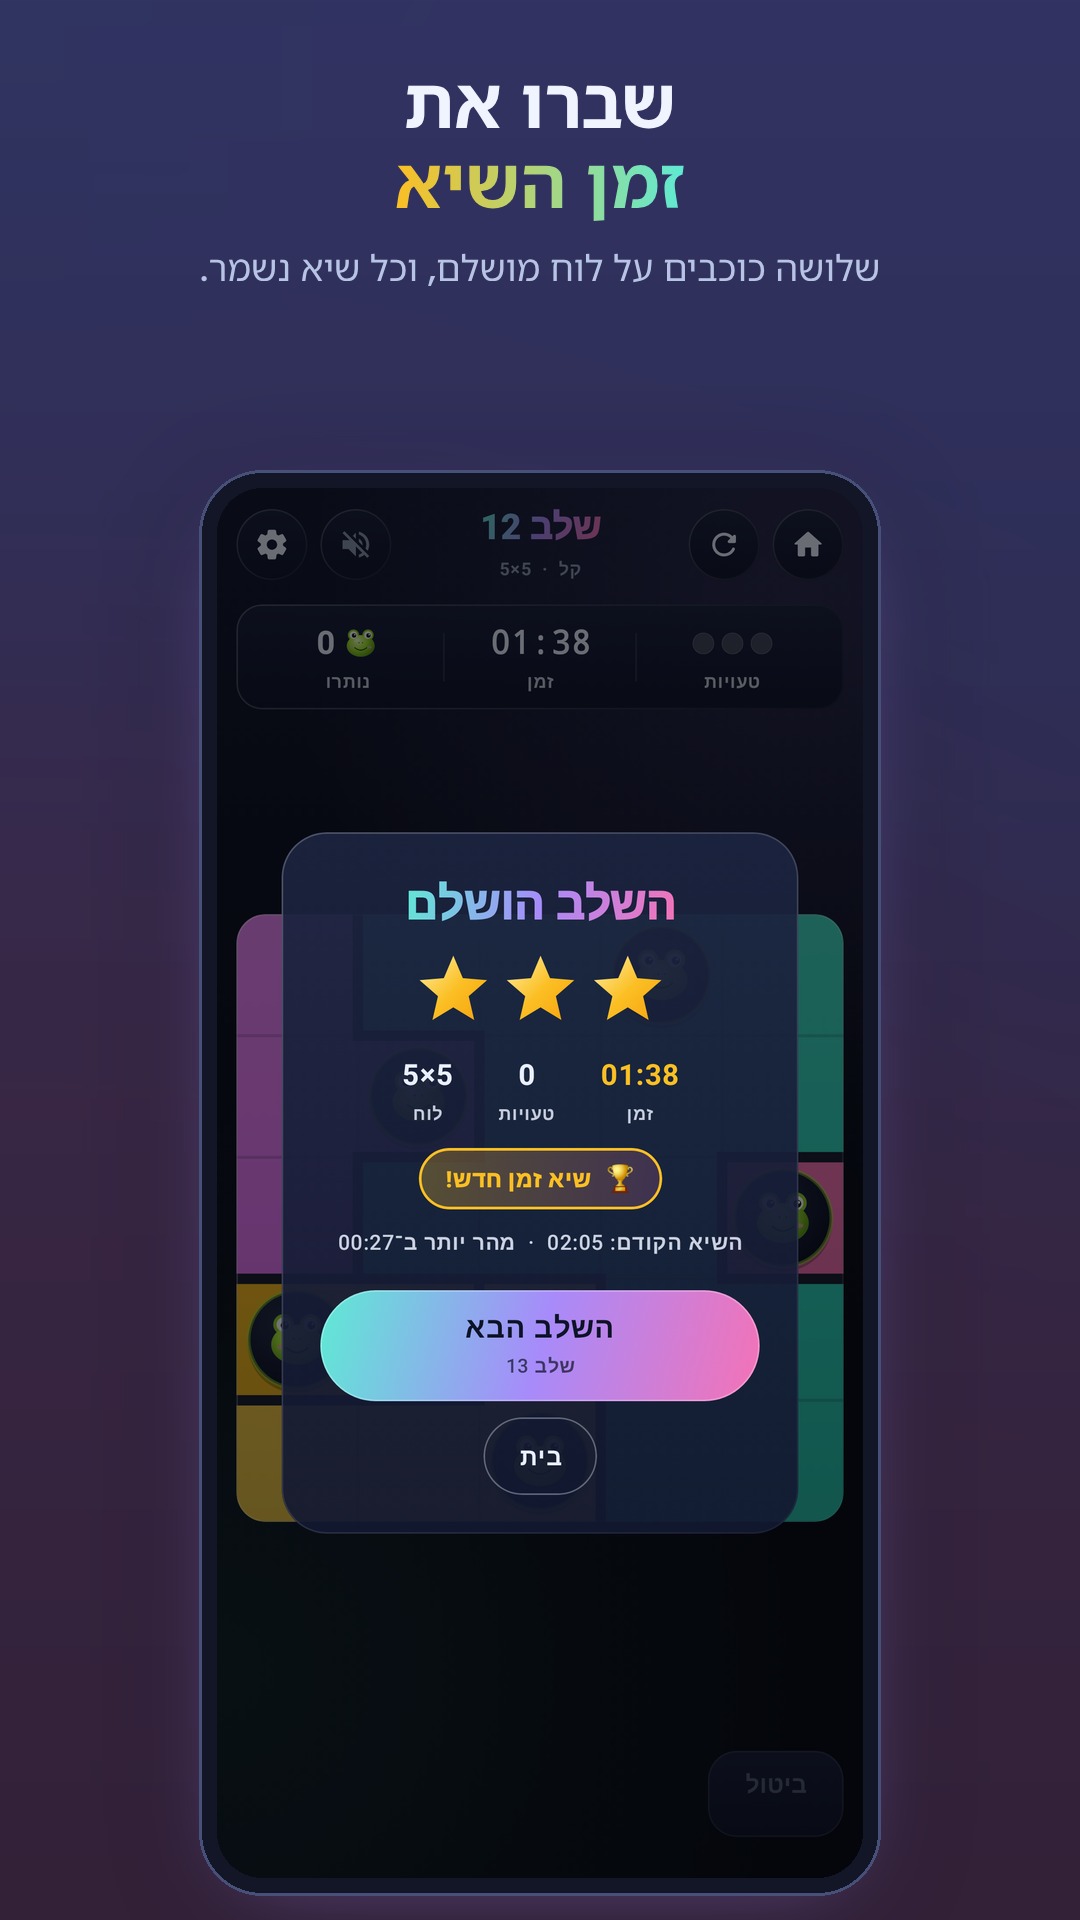 שברו את
זמן השיא
שלושה כוכבים על לוח מושלם, וכל שיא נשמר.
שלב 12
קל · 5×5
01:38 0
טעויות זמן נותרו
השלב הושלם
01:38 0 5×5
זמן טעויות לוח
שיא זמן חדש!
השיא הקודם: 02:05 · מהר יותר ב־00:27
השלב הבא
שלב 13
בית
ביטול